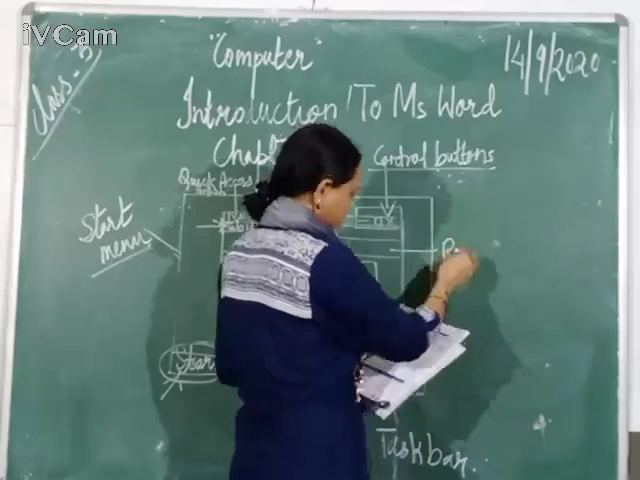 iVCam
Class-3
"Computer"
14/9/2020
Introduction To Ms Word
Control buttons
Quick Access
Start
menu
Taskbar